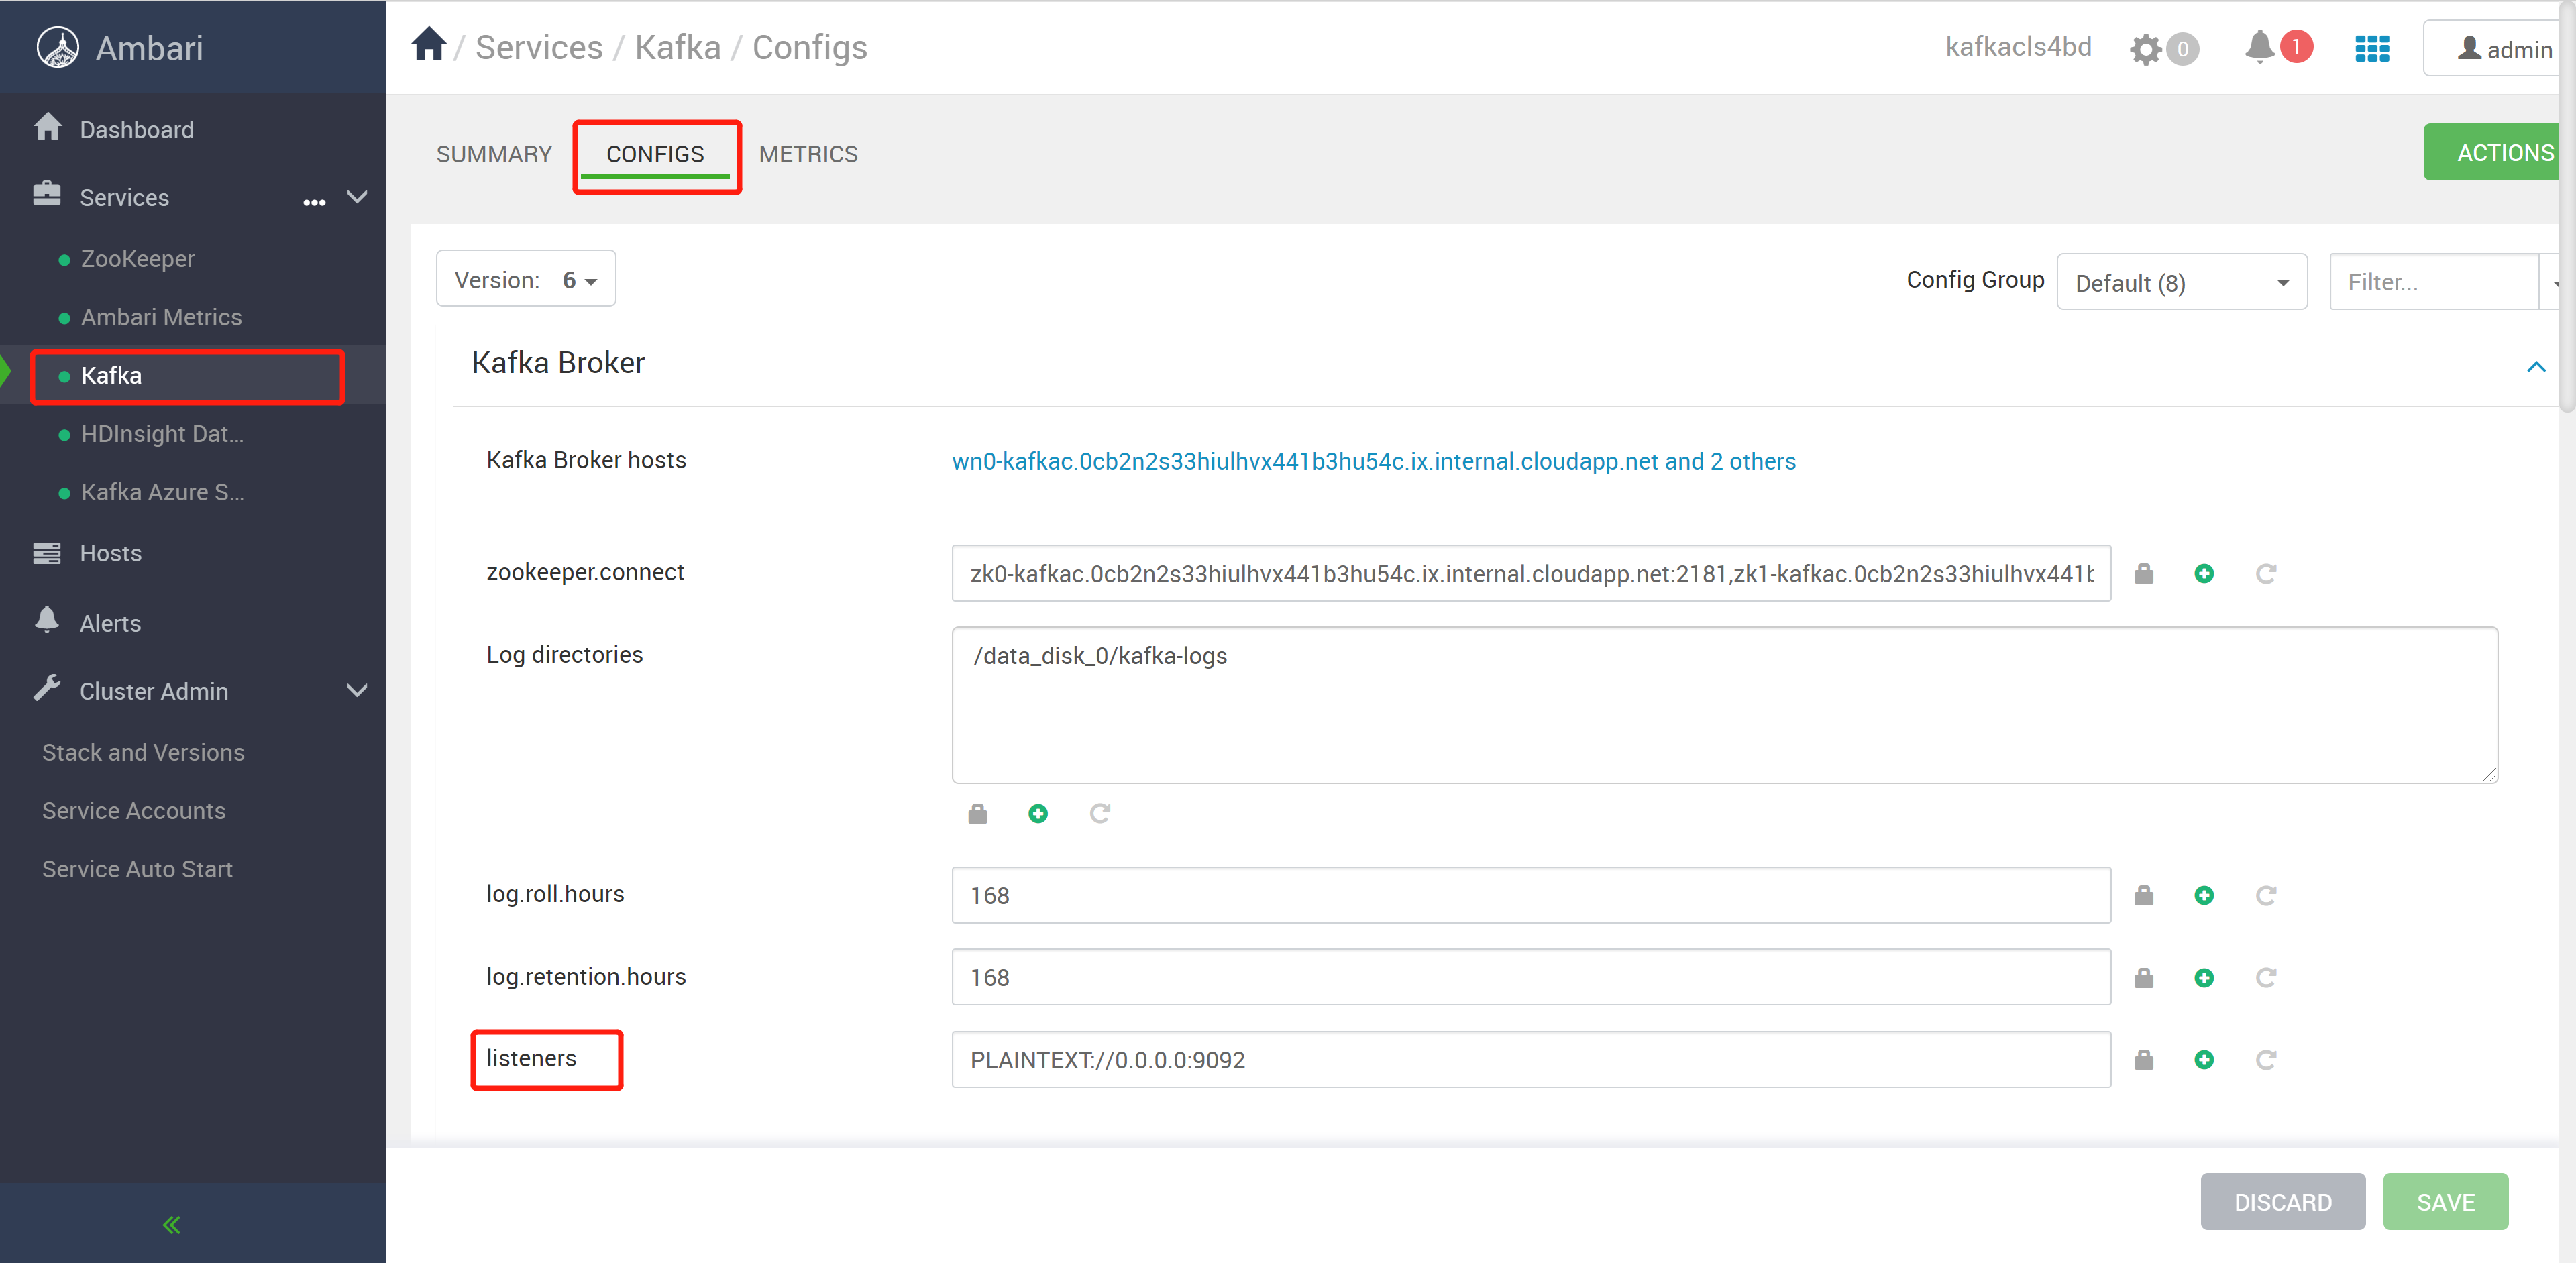 Ambari
Dashboard
Services ...
ZooKeeper
Ambari Metrics
Kafka
HDInsight Dat...
Kafka Azure S...
Hosts
Alerts
Cluster Admin
Stack and Versions
Service Accounts
Service Auto Start
/ Services / Kafka / Configs
kafkacls4bd 0 1 admin
SUMMARY CONFIGS METRICS ACTIONS
Version: 6
Config Group Default (8) Filter...
Kafka Broker
Kafka Broker hosts wn0-kafkac.0cb2n2s33hiulhvx441b3hu54c.ix.internal.cloudapp.net and 2 others
zookeeper.connect zk0-kafkac.0cb2n2s33hiulhvx441b3hu54c.ix.internal.cloudapp.net:2181,zk1-kafkac.0cb2n2s33hiulhvx441b
Log directories /data_disk_0/kafka-logs
log.roll.hours 168
log.retention.hours 168
listeners PLAINTEXT://0.0.0.0:9092
DISCARD SAVE